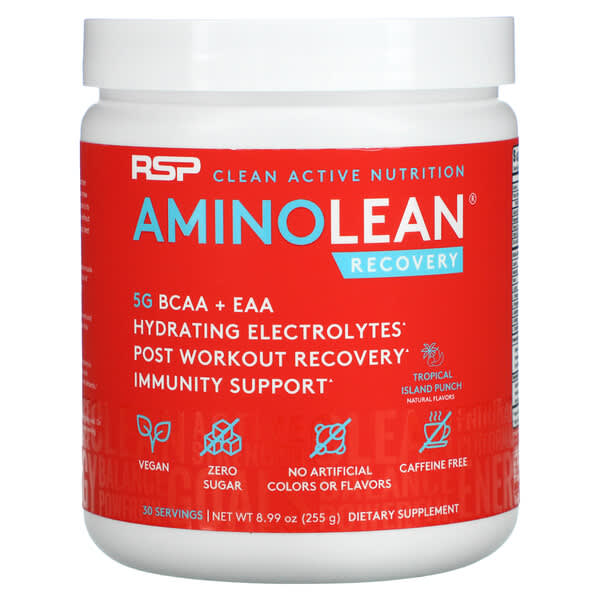 RSP CLEAN ACTIVE NUTRITION
AMINOLEAN®
RECOVERY
5G BCAA + EAA
HYDRATING ELECTROLYTES*
POST WORKOUT RECOVERY*
IMMUNITY SUPPORT*
TROPICAL
ISLAND PUNCH
NATURAL FLAVORS
VEGAN
ZERO
SUGAR
NO ARTIFICIAL
COLORS OR FLAVORS
CAFFEINE FREE
30 SERVINGS | NET WT 8.99 oz (255 g) DIETARY SUPPLEMENT